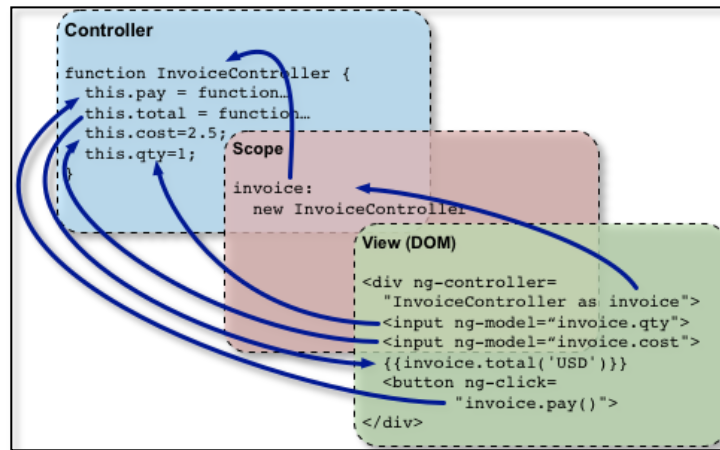 Controller
function InvoiceController {
this.pay = function…
this.total = function…
this.cost=2.5;
this.qty=1;
}
Scope
invoice:
new InvoiceController
View (DOM)
<div ng-controller=
"InvoiceController as invoice">
<input ng-model=“invoice.qty">
<input ng-model=“invoice.cost">
{{invoice.total('USD')}}
<button ng-click=
"invoice.pay()">
</div>